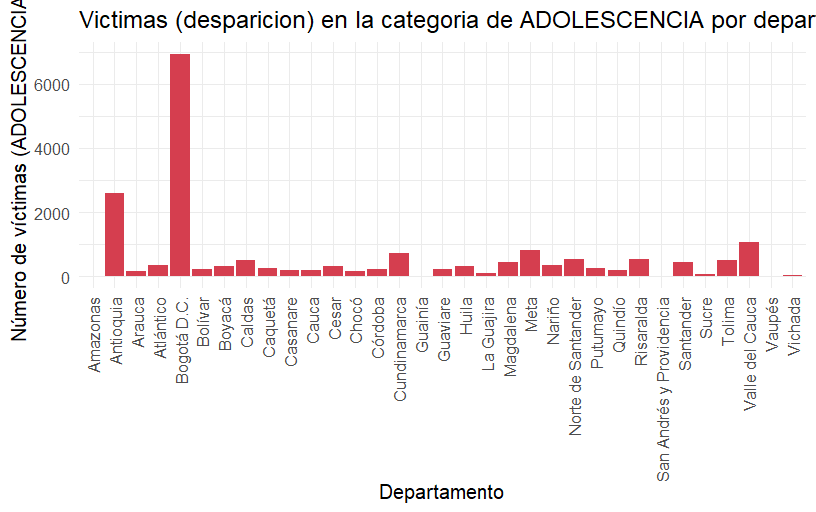 Victimas (desparicion) en la categoria de ADOLESCENCIA por depar
Número de víctimas (ADOLESCENCIA
6000
4000
2000
0
Amazonas
Antioquia
Arauca
Atlántico
Bogotá D.C.
Bolívar
Boyacá
Caldas
Caquetá
Casanare
Cauca
Cesar
Chocó
Córdoba
Cundinamarca
Guainía
Guaviare
Huila
La Guajira
Magdalena
Meta
Nariño
Norte de Santander
Putumayo
Quindío
Risaralda
San Andrés y Providencia
Santander
Sucre
Tolima
Valle del Cauca
Vaupés
Vichada
Departamento